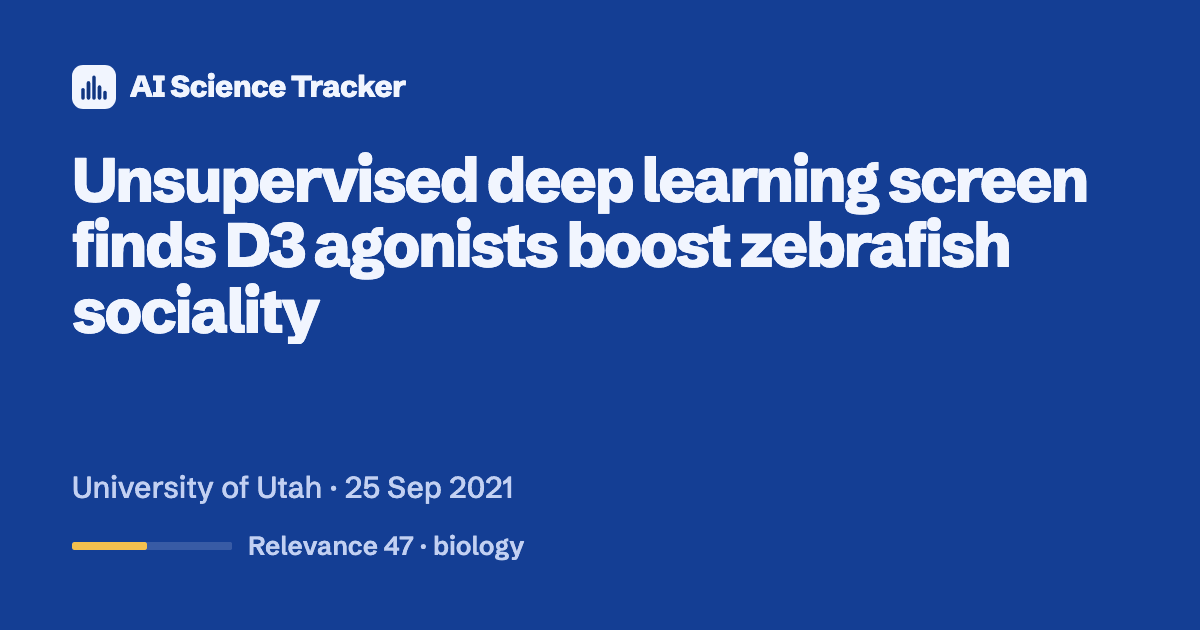 AI Science Tracker
Unsupervised deep learning screen
finds D3 agonists boost zebrafish
sociality
University of Utah · 25 Sep 2021
Relevance 47 · biology